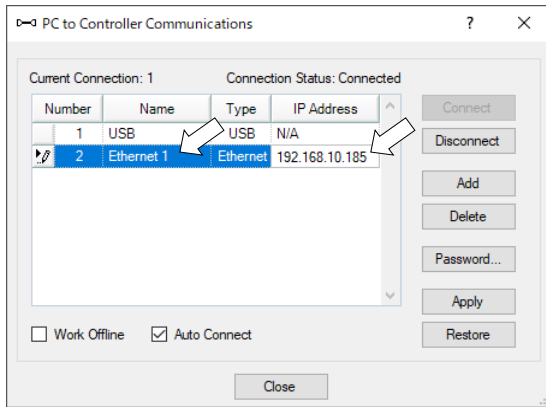 PC to Controller Communications ? ×
Current Connection: 1 Connection Status: Connected
Number Name Type IP Address
1 USB USB N/A
2 Ethernet 1 Ethernet 192.168.10.185
Connect
Disconnect
Add
Delete
Password...
Apply
Restore
Work Offline Auto Connect
Close